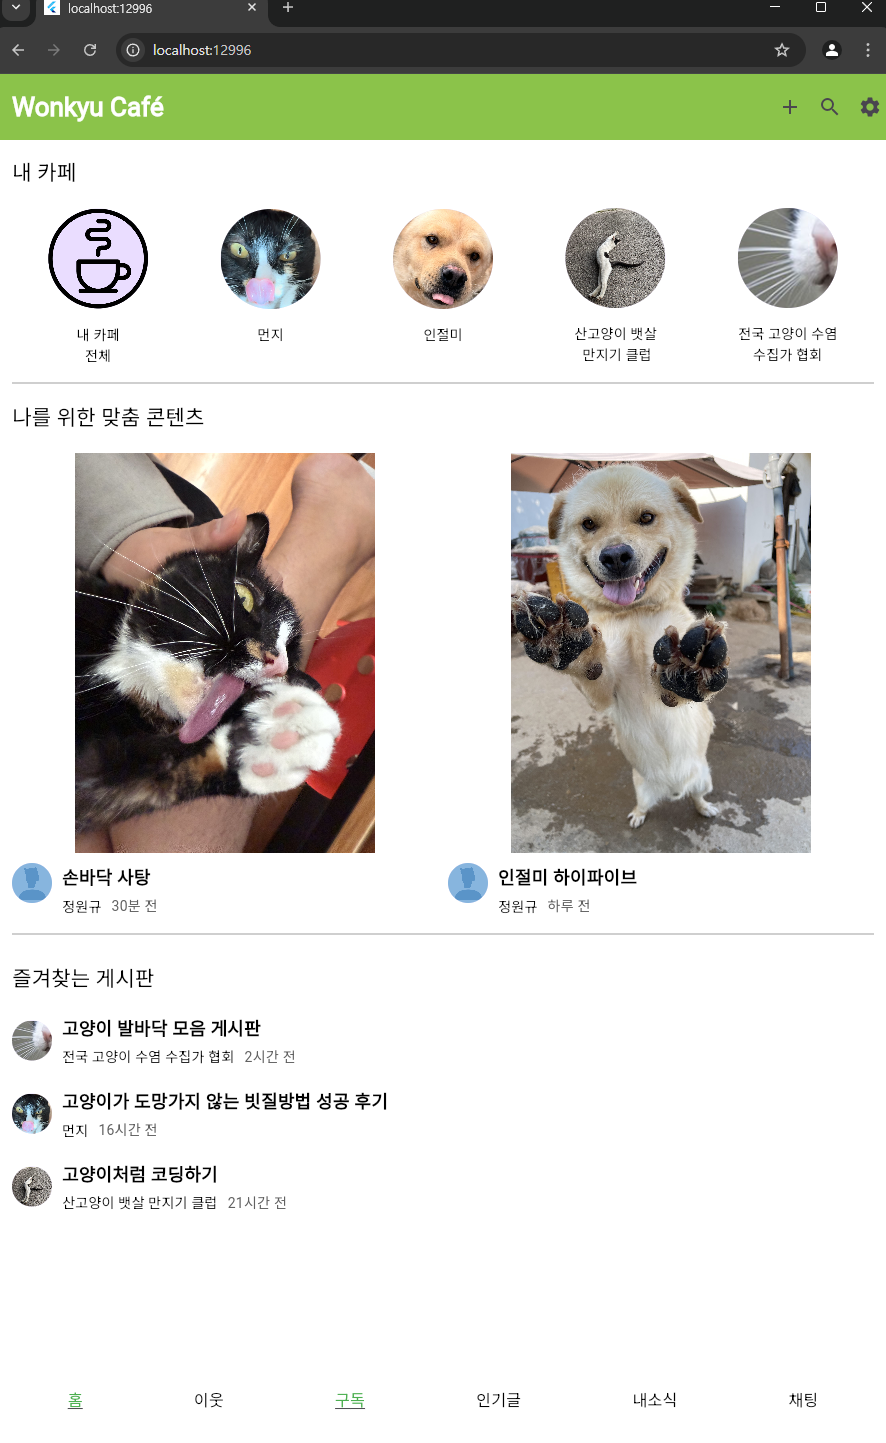 localhost:12996
localhost:12996
Wonkyu Café
내 카페
내 카페
전체
먼지
인절미
산고양이 뱃살
만지기 클럽
전국 고양이 수염
수집가 협회
나를 위한 맞춤 콘텐츠
손바닥 사탕
정원규 30분 전
인절미 하이파이브
정원규 하루 전
즐겨찾는 게시판
고양이 발바닥 모음 게시판
전국 고양이 수염 수집가 협회 2시간 전
고양이가 도망가지 않는 빗질방법 성공 후기
먼지 16시간 전
고양이처럼 코딩하기
산고양이 뱃살 만지기 클럽 21시간 전
홈 이웃 구독 인기글 내소식 채팅